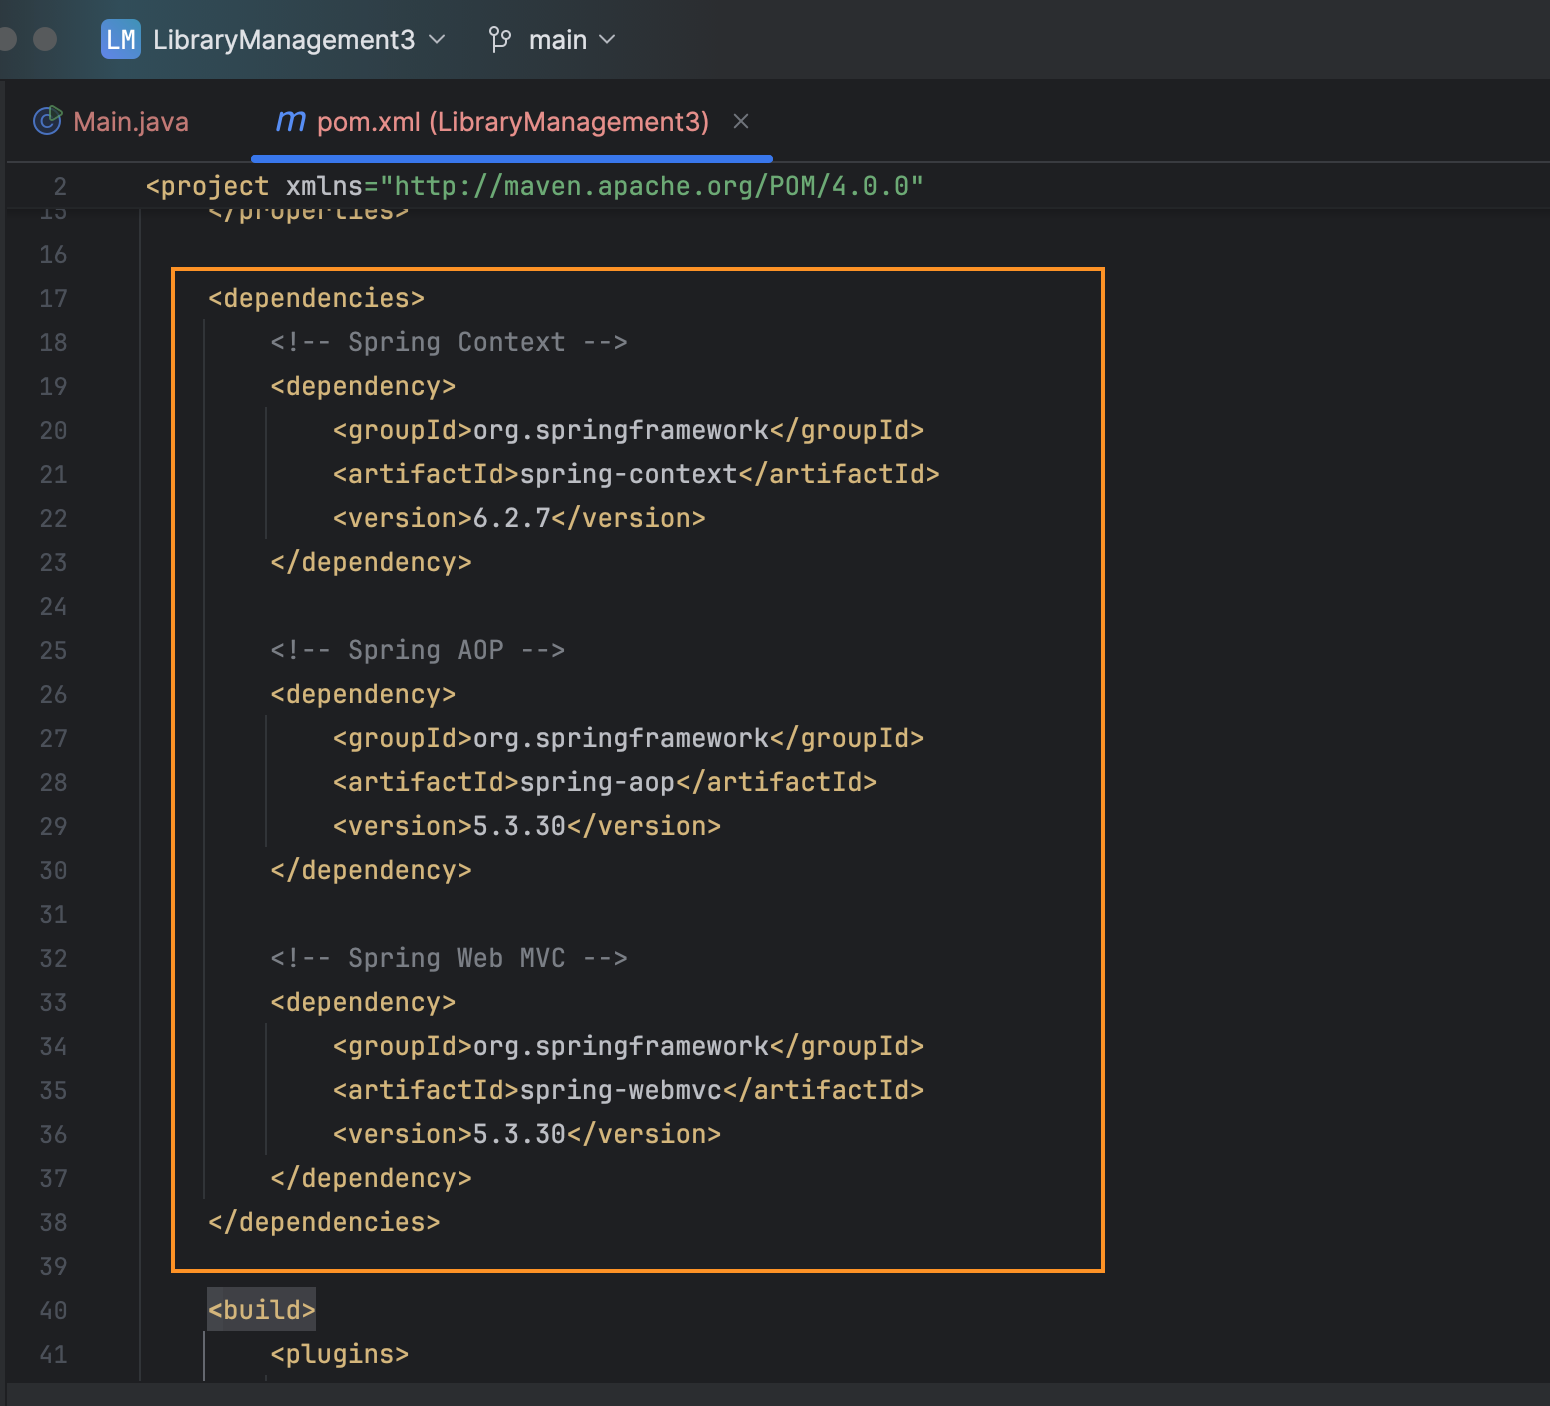 LM LibraryManagement3 main
Main.java m pom.xml (LibraryManagement3)
2 <project xmlns="http://maven.apache.org/POM/4.0.0"
15 </properties>
16
17 <dependencies>
18 <!-- Spring Context -->
19 <dependency>
20 <groupId>org.springframework</groupId>
21 <artifactId>spring-context</artifactId>
22 <version>6.2.7</version>
23 </dependency>
24
25 <!-- Spring AOP -->
26 <dependency>
27 <groupId>org.springframework</groupId>
28 <artifactId>spring-aop</artifactId>
29 <version>5.3.30</version>
30 </dependency>
31
32 <!-- Spring Web MVC -->
33 <dependency>
34 <groupId>org.springframework</groupId>
35 <artifactId>spring-webmvc</artifactId>
36 <version>5.3.30</version>
37 </dependency>
38 </dependencies>
39
40 <build>
41 <plugins>